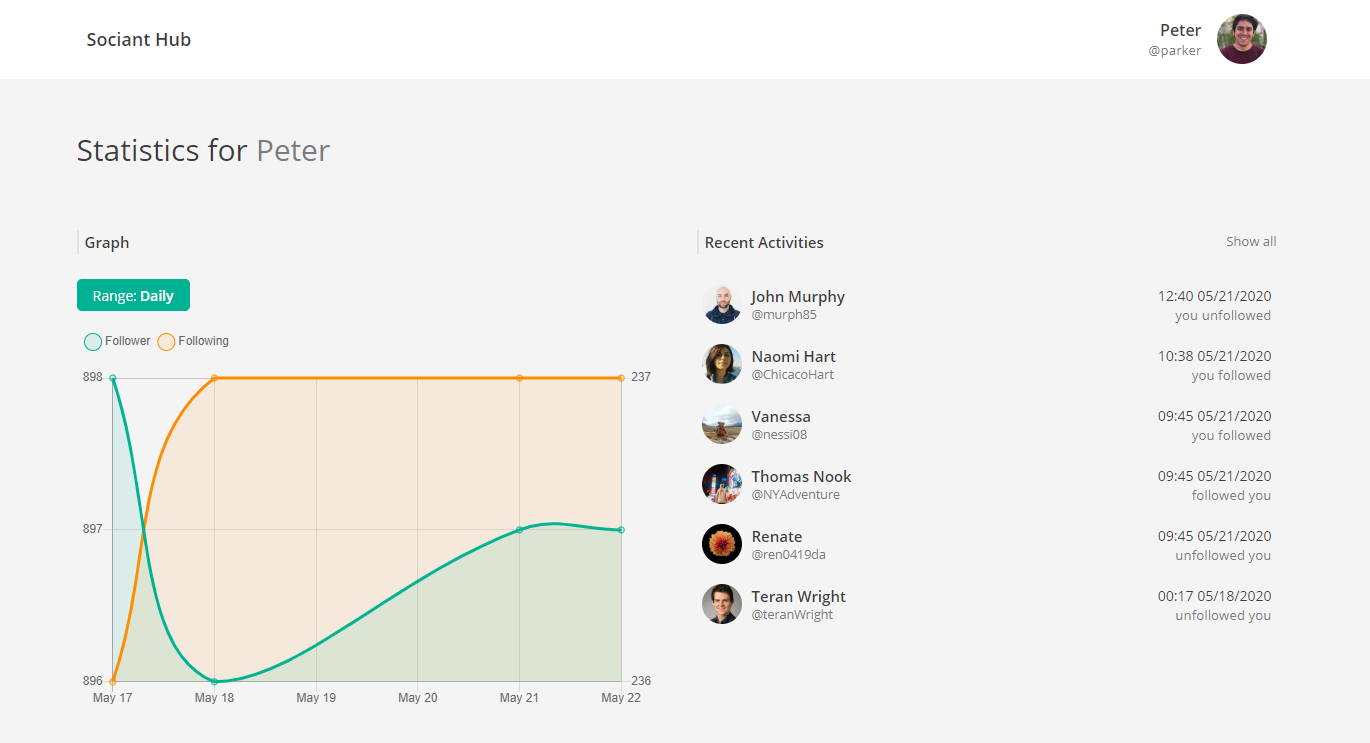 Sociant Hub
Peter
@parker
Statistics for Peter
Graph
Range: Daily
Follower Following
898 237
897
896 236
May 17 May 18 May 19 May 20 May 21 May 22
Recent Activities Show all
John Murphy 12:40 05/21/2020
@murph85 you unfollowed
Naomi Hart 10:38 05/21/2020
@ChicacoHart you followed
Vanessa 09:45 05/21/2020
@nessi08 you followed
Thomas Nook 09:45 05/21/2020
@NYAdventure followed you
Renate 09:45 05/21/2020
@ren0419da unfollowed you
Teran Wright 00:17 05/18/2020
@teranWright unfollowed you